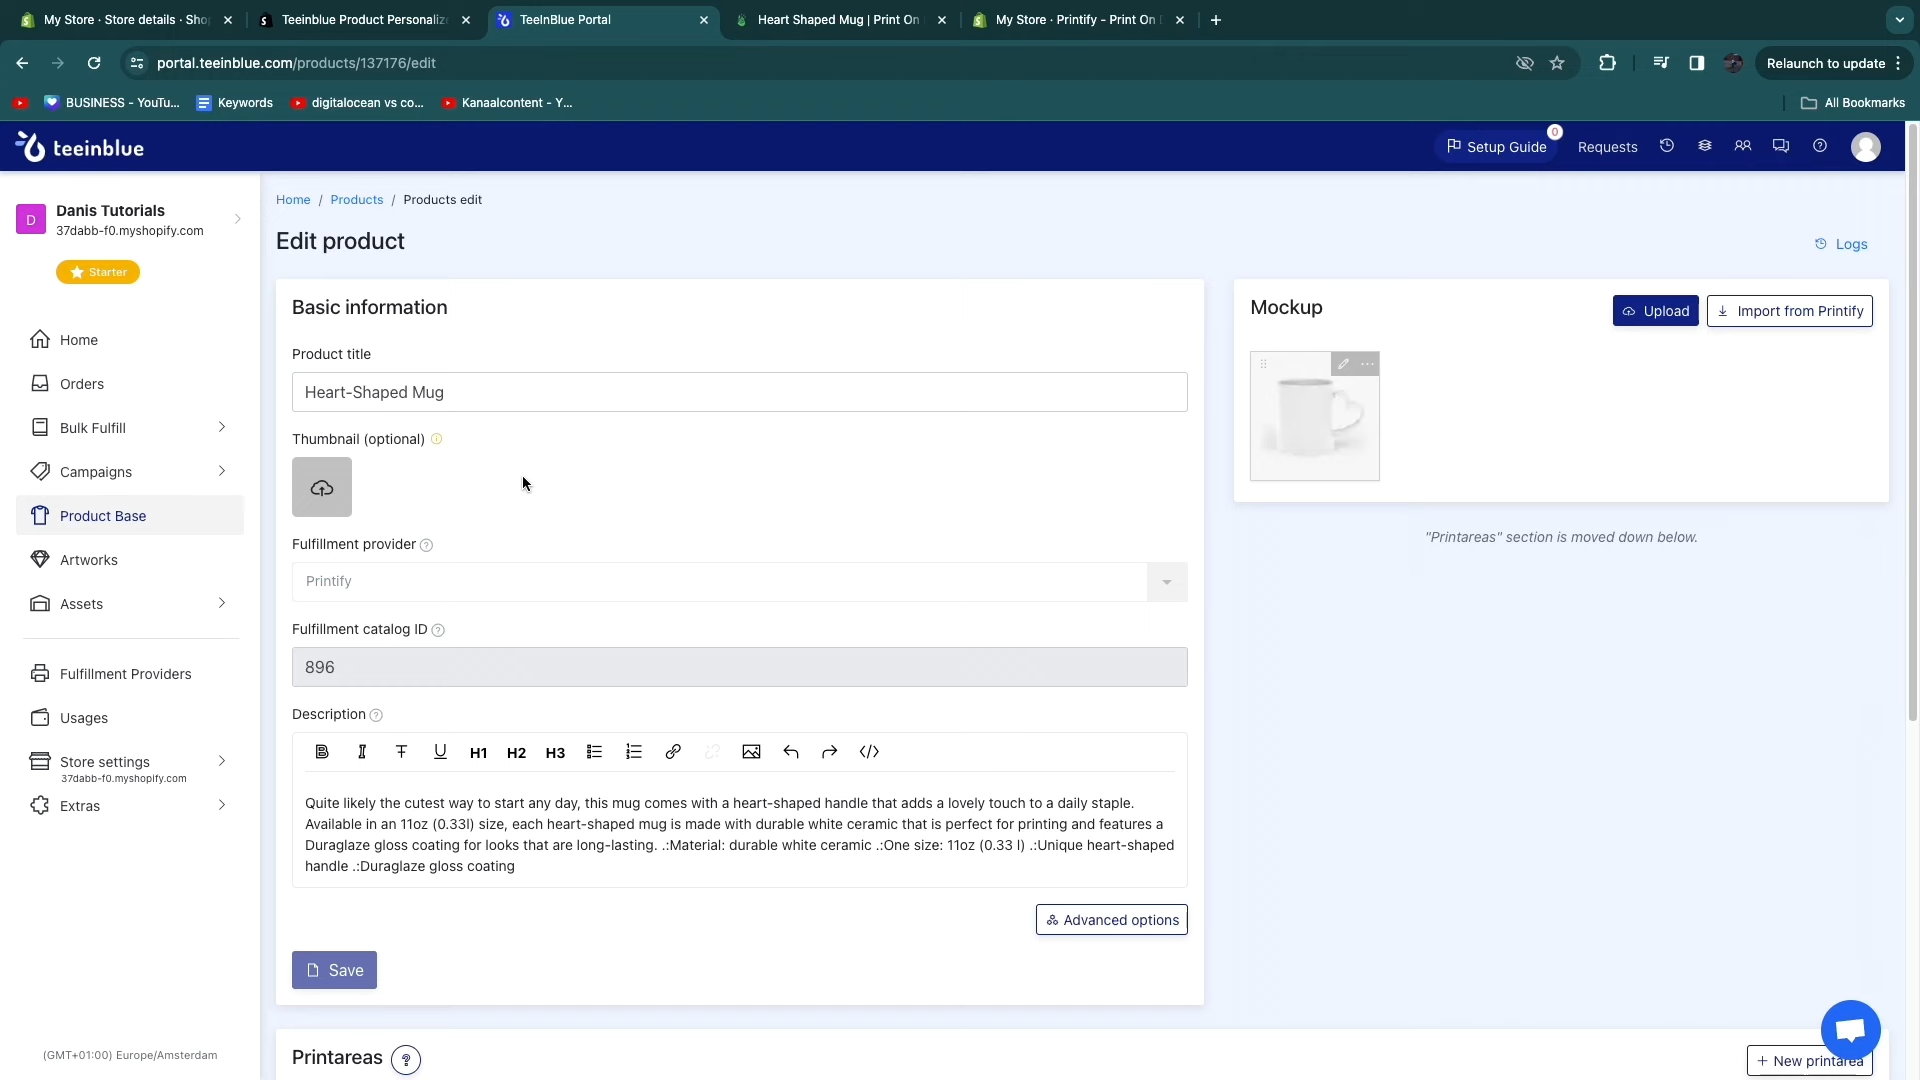 My Store · Store details · Sho
Teeinblue Product Personalize
TeeInBlue Portal
Heart Shaped Mug | Print On
My Store · Printify - Print On
portal.teeinblue.com/products/137176/edit
Relaunch to update
BUSINESS - YouTu...
Keywords
digitalocean vs co...
Kanaalcontent - Y...
All Bookmarks
teeinblue
Setup Guide
0
Requests
D
Danis Tutorials
37dabb-f0.myshopify.com
Starter
Home
Orders
Bulk Fulfill
Campaigns
Product Base
Artworks
Assets
Fulfillment Providers
Usages
Store settings
37dabb-f0.myshopify.com
Extras
(GMT+01:00) Europe/Amsterdam
Home / Products / Products edit
Edit product
Logs
Basic information
Product title
Heart-Shaped Mug
Thumbnail (optional)
Fulfillment provider
Printify
Fulfillment catalog ID
896
Description
H1 H2 H3
Quite likely the cutest way to start any day, this mug comes with a heart-shaped handle that adds a lovely touch to a daily staple.
Available in an 11oz (0.33l) size, each heart-shaped mug is made with durable white ceramic that is perfect for printing and features a
Duraglaze gloss coating for looks that are long-lasting. .:Material: durable white ceramic .:One size: 11oz (0.33 l) .:Unique heart-shaped
handle .:Duraglaze gloss coating
Advanced options
Save
Mockup
Upload
Import from Printify
"Printareas" section is moved down below.
Printareas
New printarea